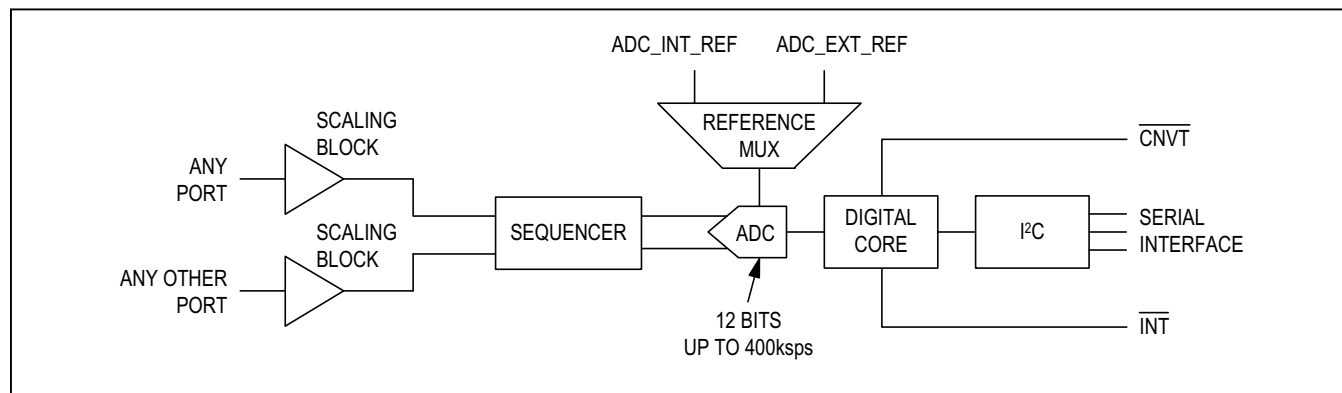 ADC_INT_REF
ADC_EXT_REF
REFERENCE
MUX
SCALING
BLOCK
ANY
PORT
SCALING
BLOCK
ANY OTHER
PORT
SEQUENCER
ADC
12 BITS
UP TO 400ksps
DIGITAL
CORE
I²C
CNVT
SERIAL
INTERFACE
INT